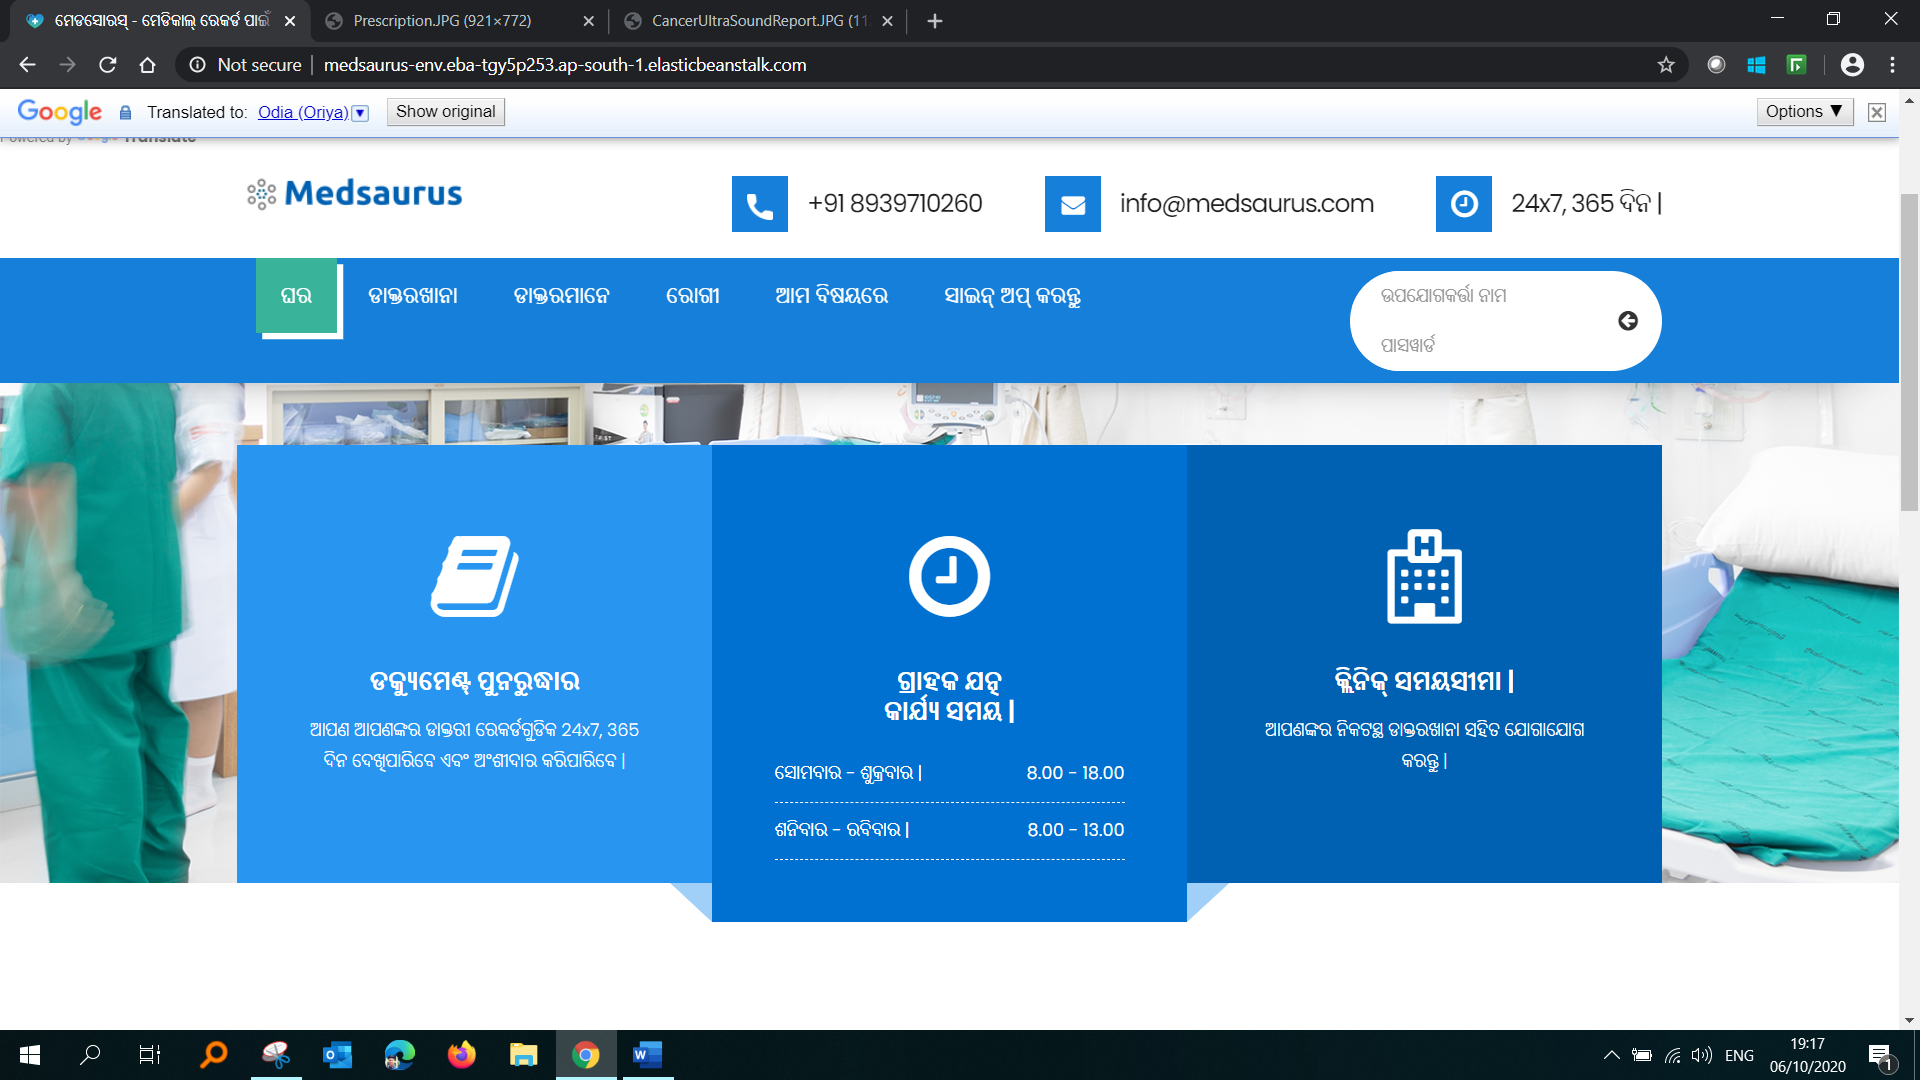 ମେଡସୋରସ୍ - ମେଡିକାଲ୍ ରେକର୍ଡ ପାଇଁ
Prescription.JPG (921×772)
CancerUltraSoundReport.JPG (11
Not secure
medsaurus-env.eba-tgy5p253.ap-south-1.elasticbeanstalk.com
Google
Translated to: Odia (Oriya)
Show original
Options ▼
Powered by Google Translate
Medsaurus
+91 8939710260
info@medsaurus.com
24x7, 365 ଦିନ |
ଘର
ଡାକ୍ତରଖାନା
ଡାକ୍ତରମାନେ
ରୋଗୀ
ଆମ ବିଷୟରେ
ସାଇନ୍ ଅପ୍ କରନ୍ତୁ
ଉପଯୋଗକର୍ତ୍ତା ନାମ
ପାସୱାର୍ଡ
ଡକ୍ୟୁମେଣ୍ଟ ପୁନରୁଦ୍ଧାର
ଆପଣ ଆପଣଙ୍କର ଡାକ୍ତରୀ ରେକର୍ଡଗୁଡିକ 24x7, 365
ଦିନ ଦେଖିପାରିବେ ଏବଂ ଅଂଶୀଦାର କରିପାରିବେ |
ଗ୍ରାହକ ଯତ୍ନ
କାର୍ଯ୍ୟ ସମୟ |
ସୋମବାର - ଶୁକ୍ରବାର | 8.00 - 18.00
ଶନିବାର - ରବିବାର | 8.00 - 13.00
କ୍ଲିନିକ୍ ସମୟସୀମା |
ଆପଣଙ୍କର ନିକଟସ୍ଥ ଡାକ୍ତରଖାନା ସହିତ ଯୋଗାଯୋଗ
କରନ୍ତୁ |
ENG
19:17
06/10/2020
1